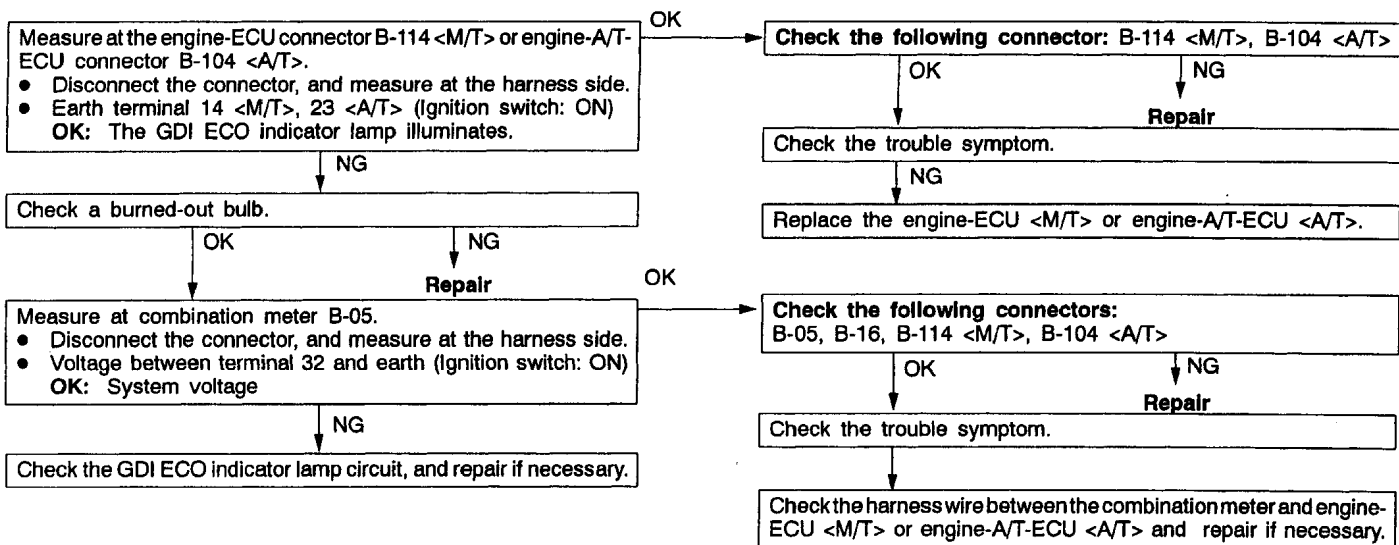 Measure at the engine-ECU connector B-114 <M/T> or engine-A/T-
ECU connector B-104 <A/T>.
● Disconnect the connector, and measure at the harness side.
● Earth terminal 14 <M/T>, 23 <A/T> (Ignition switch: ON)
OK: The GDI ECO indicator lamp illuminates.
OK
Check the following connector: B-114 <M/T>, B-104 <A/T>
OK
NG
Repair
Check the trouble symptom.
NG
Replace the engine-ECU <M/T> or engine-A/T-ECU <A/T>.
NG
Check a burned-out bulb.
OK
NG
Repair
Measure at combination meter B-05.
● Disconnect the connector, and measure at the harness side.
● Voltage between terminal 32 and earth (Ignition switch: ON)
OK: System voltage
OK
Check the following connectors:
B-05, B-16, B-114 <M/T>, B-104 <A/T>
OK
NG
Repair
Check the trouble symptom.
Check the harness wire between the combination meter and engine-
ECU <M/T> or engine-A/T-ECU <A/T> and repair if necessary.
NG
Check the GDI ECO indicator lamp circuit, and repair if necessary.